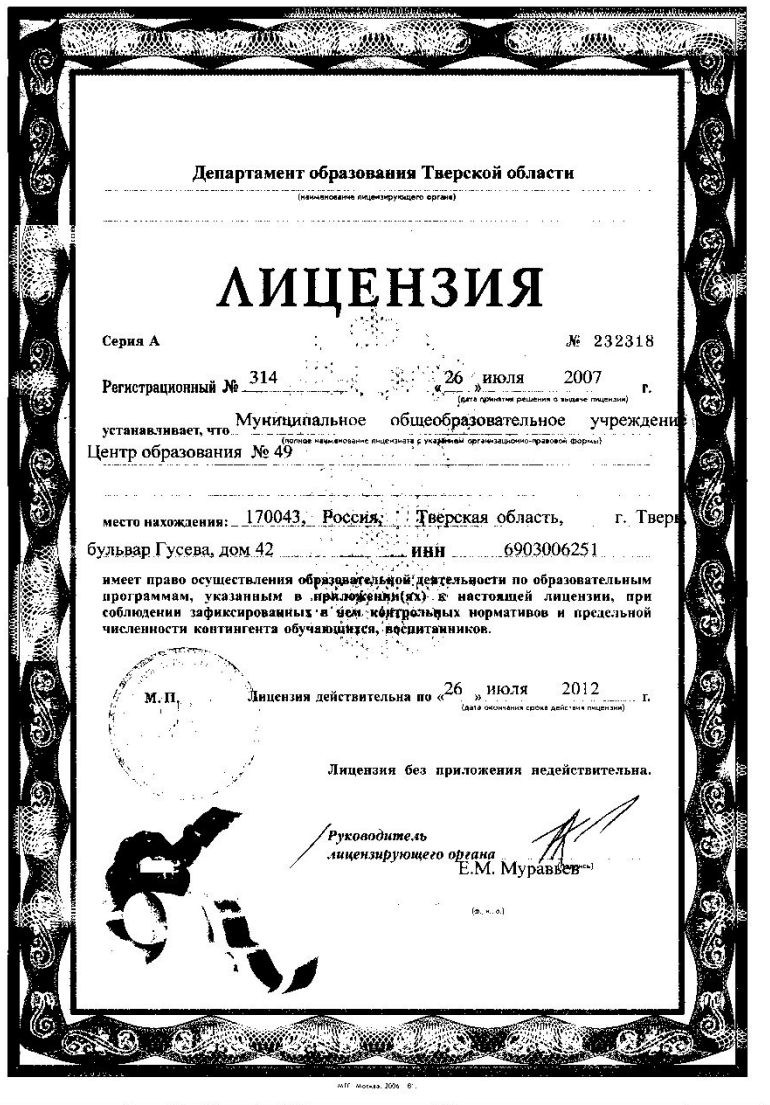 Департамент образования Тверской области
(наименование лицензирующего органа)
ЛИЦЕНЗИЯ
Серия А № 232318
Регистрационный № 314 «26 » июля 2007 г.
(дата принятия решения о выдаче лицензии)
устанавливает, что Муниципальное общеобразовательное учреждение
(полное наименование лицензиата с указанием организационно-правовой формы)
Центр образования № 49
место нахождения: 170043, Россия, Тверская область, г. Тверь,
бульвар Гусева, дом 42 ИНН 6903006251
имеет право осуществления образовательной деятельности по образовательным
программам, указанным в приложении(ях) к настоящей лицензии, при
соблюдении зафиксированных в нем контрольных нормативов и предельной
численности контингента обучающихся, воспитанников.
М. П. Лицензия действительна по «26 » июля 2012 г.
(дата окончания срока действия лицензии)
Лицензия без приложения недействительна.
Руководитель
лицензирующего органа
(подпись)
Е.М. Муравьев
(ф., и., о.)
Москва, 2006